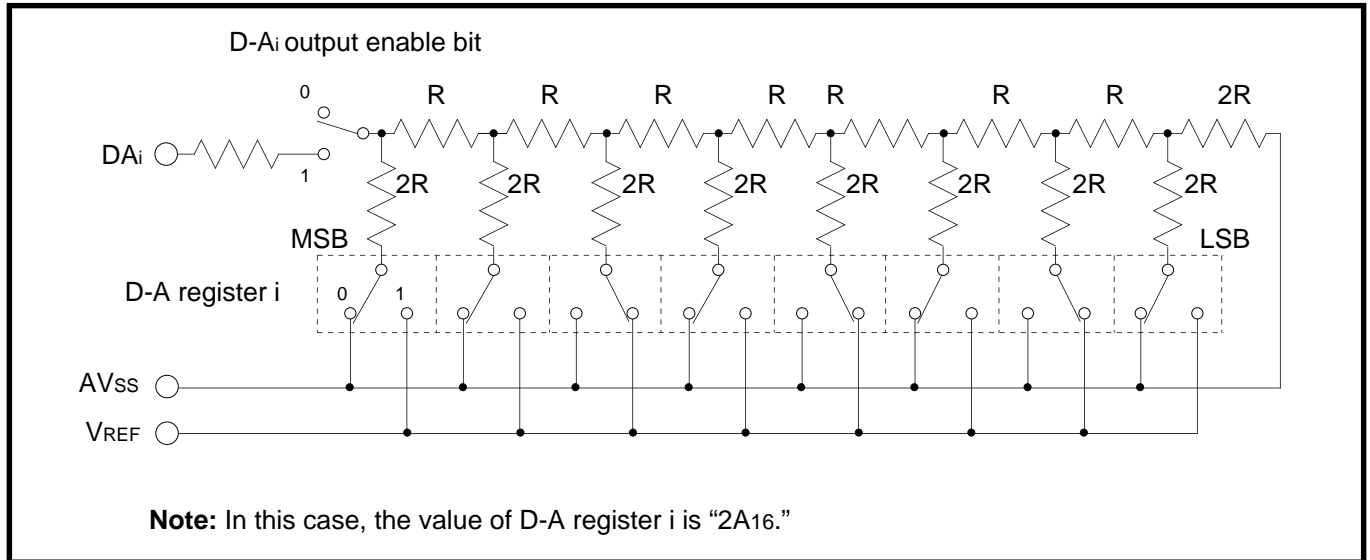 D-Ai output enable bit
0
R R R R R R R 2R
DAi
1
2R 2R 2R 2R 2R 2R 2R 2R
MSB LSB
D-A register i
0 1
AVSS
VREF
Note: In this case, the value of D-A register i is “2A16.”